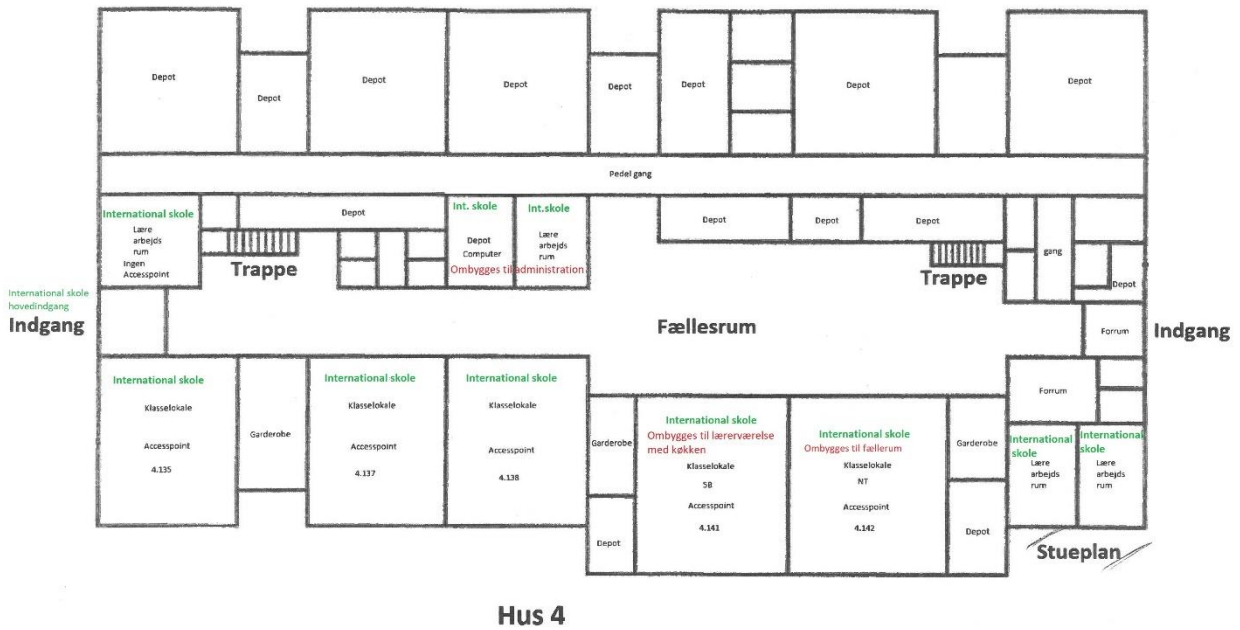 Depot
Depot
Depot
Depot
Depot
Depot
Depot
Depot
Pedel gang
International skole
Lære
arbejds
rum
Ingen
Accesspoint
Depot
Trappe
Int. skole
Depot
Computer
Int.skole
Lære
arbejds
rum
Ombygges til administration
Depot
Depot
Depot
Trappe
gang
Depot
International skole
hovedindgang
Indgang
Fællesrum
Forrum
Indgang
International skole
Klasselokale
Accesspoint
4.135
Garderobe
International skole
Klasselokale
Accesspoint
4.137
International skole
Klasselokale
Accesspoint
4.138
Garderobe
Depot
International skole
Ombygges til lærerværelse
med køkken
Klasselokale
5B
Accesspoint
4.141
International skole
Ombygges til fællerum
Klasselokale
NT
Accesspoint
4.142
Garderobe
Depot
Forrum
International
skole
Lære
arbejds
rum
International
skole
Lære
arbejds
rum
Stueplan
Hus 4